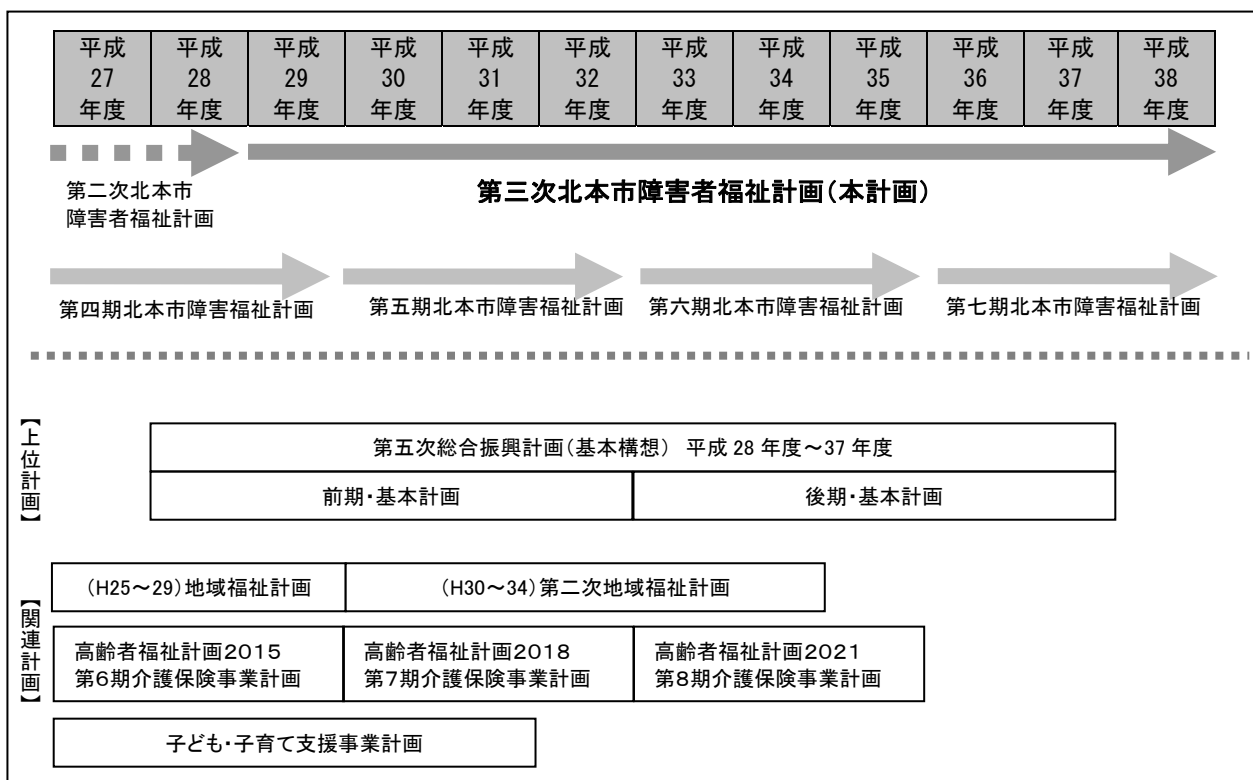 平成 平成 平成 平成 平成 平成 平成 平成 平成 平成 平成 平成
27 28 29 30 31 32 33 34 35 36 37 38
年度 年度 年度 年度 年度 年度 年度 年度 年度 年度 年度 年度
第二次北本市
障害者福祉計画
第三次北本市障害者福祉計画(本計画)
第四期北本市障害福祉計画
第五期北本市障害福祉計画
第六期北本市障害福祉計画
第七期北本市障害福祉計画
【上位計画】
第五次総合振興計画(基本構想) 平成 28 年度～37 年度
前期・基本計画
後期・基本計画
【関連計画】
(H25～29)地域福祉計画
(H30～34)第二次地域福祉計画
高齢者福祉計画2015
第6期介護保険事業計画
高齢者福祉計画2018
第7期介護保険事業計画
高齢者福祉計画2021
第8期介護保険事業計画
子ども・子育て支援事業計画